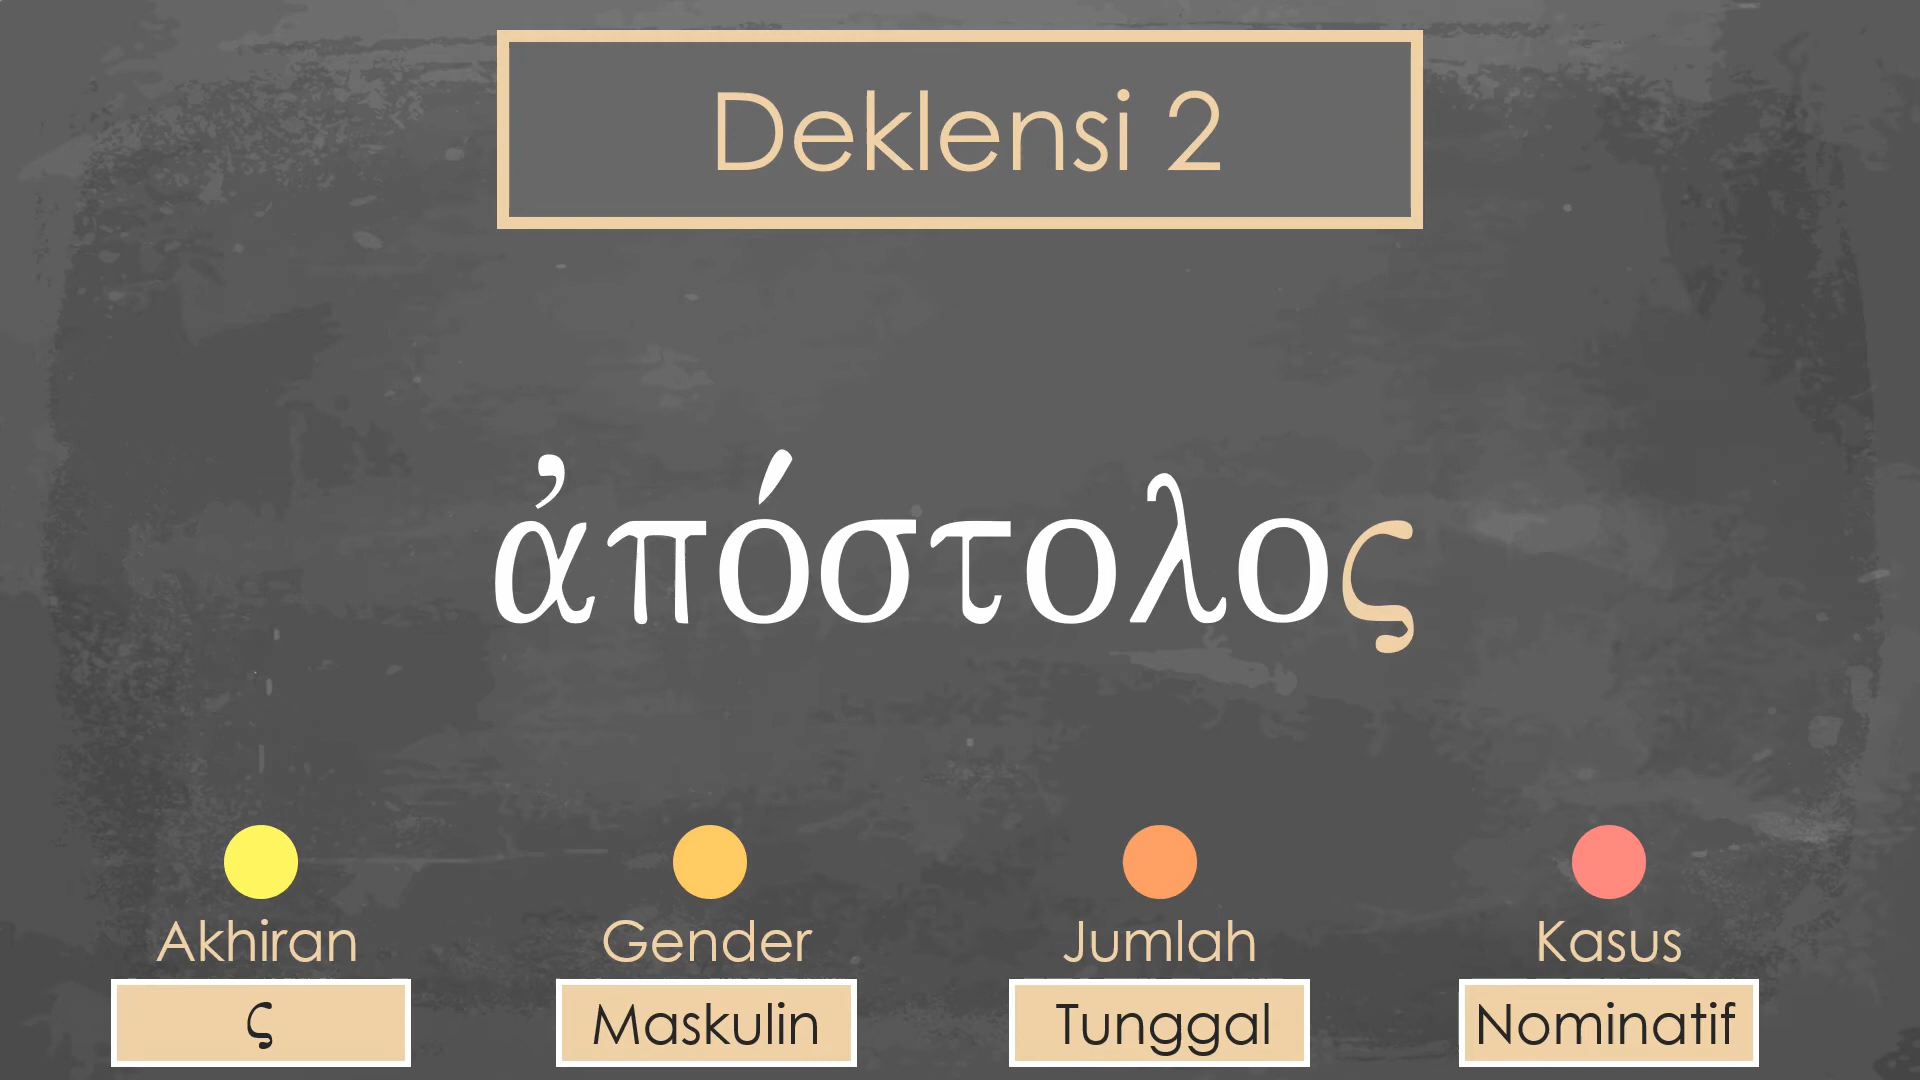 Deklensi 2
ἀπόστολος
Akhiran
ς
Gender
Maskulin
Jumlah
Tunggal
Kasus
Nominatif